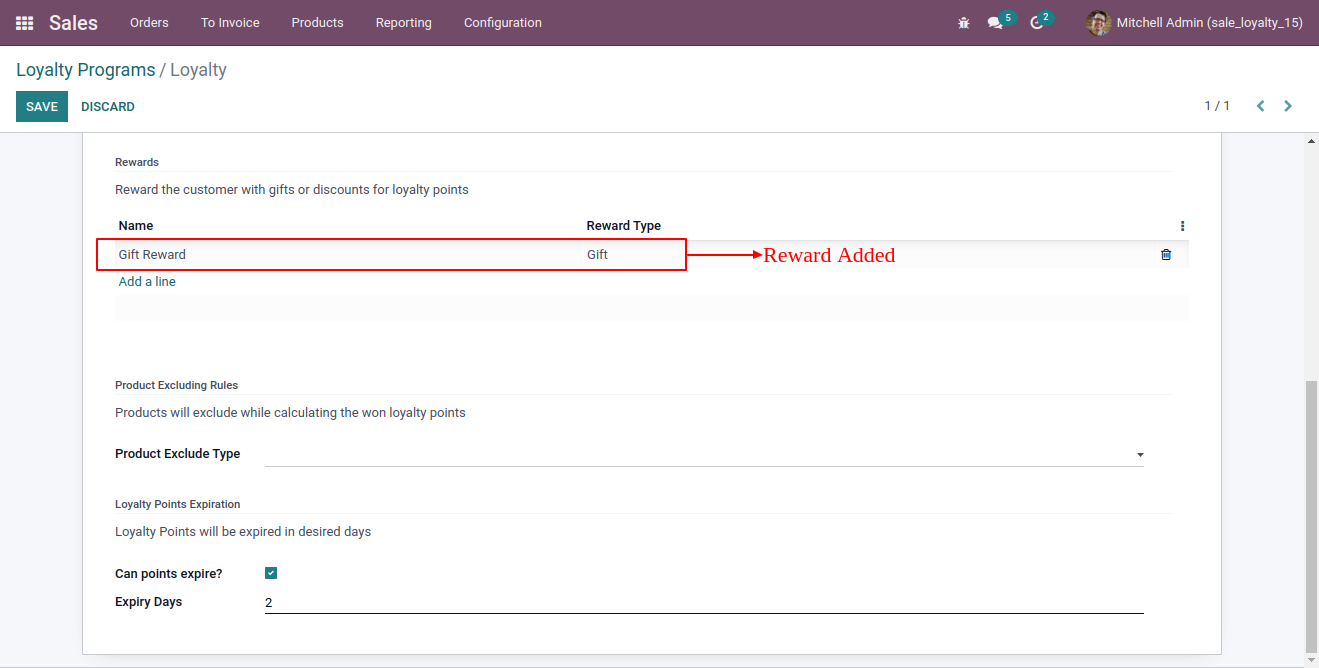 Sales Orders To Invoice Products Reporting Configuration 5 2 Mitchell Admin (sale_loyalty_15)
Loyalty Programs / Loyalty
SAVE DISCARD 1 / 1
Rewards
Reward the customer with gifts or discounts for loyalty points
Name Reward Type
Gift Reward Gift Reward Added
Add a line
Product Excluding Rules
Products will exclude while calculating the won loyalty points
Product Exclude Type
Loyalty Points Expiration
Loyalty Points will be expired in desired days
Can points expire?
Expiry Days 2